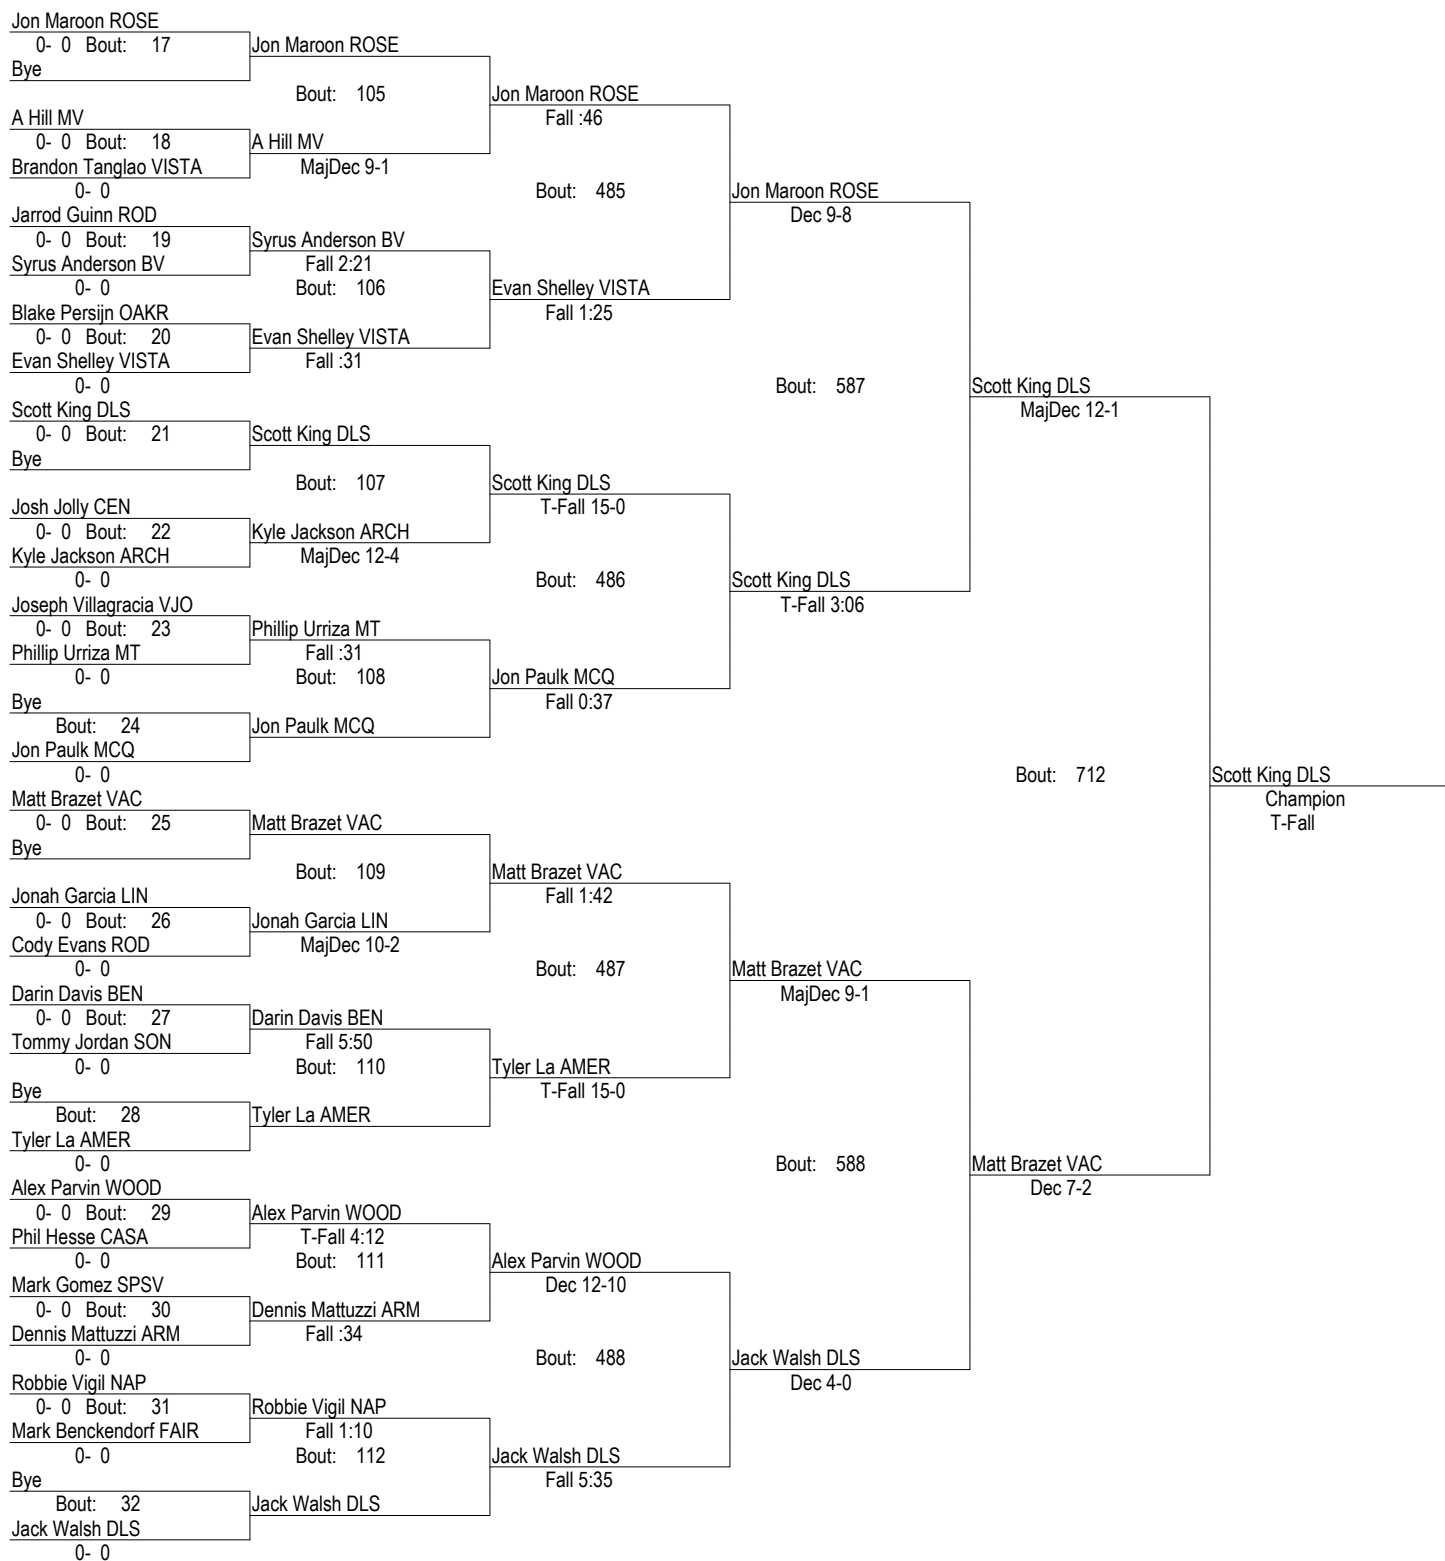 Jon Maroon ROSE
0- 0 Bout: 17
Bye
A Hill MV
0- 0 Bout: 18
Brandon Tanglao VISTA
0- 0
Jarrod Guinn ROD
0- 0 Bout: 19
Syrus Anderson BV
0- 0
Blake Persijn OAKR
0- 0 Bout: 20
Evan Shelley VISTA
0- 0
Scott King DLS
0- 0 Bout: 21
Bye
Josh Jolly CEN
0- 0 Bout: 22
Kyle Jackson ARCH
0- 0
Joseph Villagracia VJO
0- 0 Bout: 23
Phillip Urriza MT
0- 0
Bye
Bout: 24
Jon Paulk MCQ
0- 0
Matt Brazet VAC
0- 0 Bout: 25
Bye
Jonah Garcia LIN
0- 0 Bout: 26
Cody Evans ROD
0- 0
Darin Davis BEN
0- 0 Bout: 27
Tommy Jordan SON
0- 0
Bye
Bout: 28
Tyler La AMER
0- 0
Alex Parvin WOOD
0- 0 Bout: 29
Phil Hesse CASA
0- 0
Mark Gomez SPSV
0- 0 Bout: 30
Dennis Mattuzzi ARM
0- 0
Robbie Vigil NAP
0- 0 Bout: 31
Mark Benckendorf FAIR
0- 0
Bye
Bout: 32
Jack Walsh DLS
0- 0
Jon Maroon ROSE
Bout: 105
A Hill MV
MajDec 9-1
Syrus Anderson BV
Fall 2:21
Bout: 106
Evan Shelley VISTA
Fall :31
Scott King DLS
Bout: 107
Kyle Jackson ARCH
MajDec 12-4
Phillip Urriza MT
Fall :31
Bout: 108
Jon Paulk MCQ
Matt Brazet VAC
Bout: 109
Jonah Garcia LIN
MajDec 10-2
Darin Davis BEN
Fall 5:50
Bout: 110
Tyler La AMER
Alex Parvin WOOD
T-Fall 4:12
Bout: 111
Dennis Mattuzzi ARM
Fall :34
Robbie Vigil NAP
Fall 1:10
Bout: 112
Jack Walsh DLS
Jon Maroon ROSE
Fall :46
Bout: 485
Evan Shelley VISTA
Fall 1:25
Scott King DLS
T-Fall 15-0
Bout: 486
Jon Paulk MCQ
Fall 0:37
Matt Brazet VAC
Fall 1:42
Bout: 487
Tyler La AMER
T-Fall 15-0
Alex Parvin WOOD
Dec 12-10
Bout: 488
Jack Walsh DLS
Fall 5:35
Jon Maroon ROSE
Dec 9-8
Bout: 587
Scott King DLS
T-Fall 3:06
Matt Brazet VAC
MajDec 9-1
Bout: 588
Jack Walsh DLS
Dec 4-0
Scott King DLS
MajDec 12-1
Bout: 712
Matt Brazet VAC
Dec 7-2
Scott King DLS
Champion
T-Fall